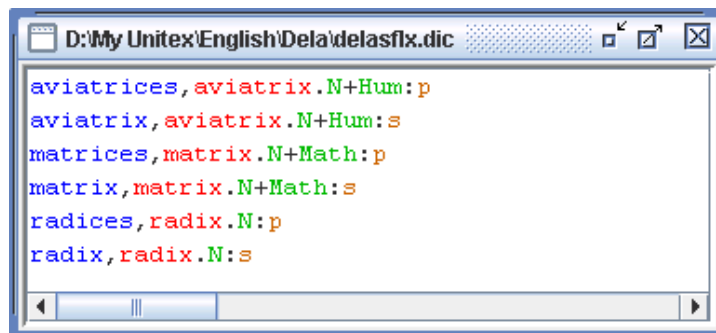 D:\My Unitex\English\Dela\delasflx.dic
aviatrices,aviatrix.N+Hum:p
aviatrix,aviatrix.N+Hum:s
matrices,matrix.N+Math:p
matrix,matrix.N+Math:s
radices,radix.N:p
radix,radix.N:s